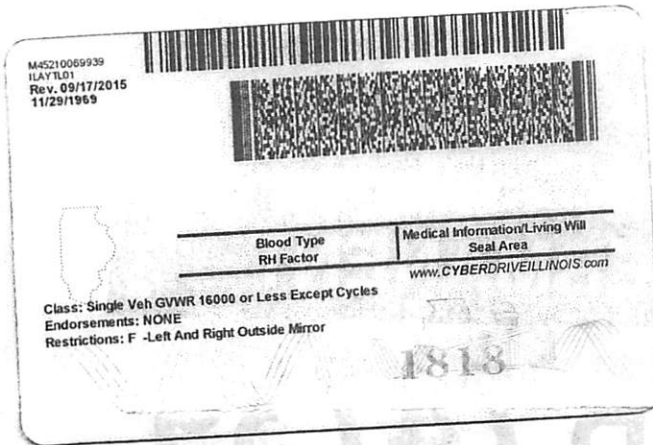 M45210069939
ILAYTL01
Rev. 09/17/2015
11/29/1969
Blood Type
RH Factor
Medical Information/Living Will
Seal Area
www.CYBERDRIVEILLINOIS.com
Class: Single Veh GVWR 16000 or Less Except Cycles
Endorsements: NONE
Restrictions: F -Left And Right Outside Mirror
1818